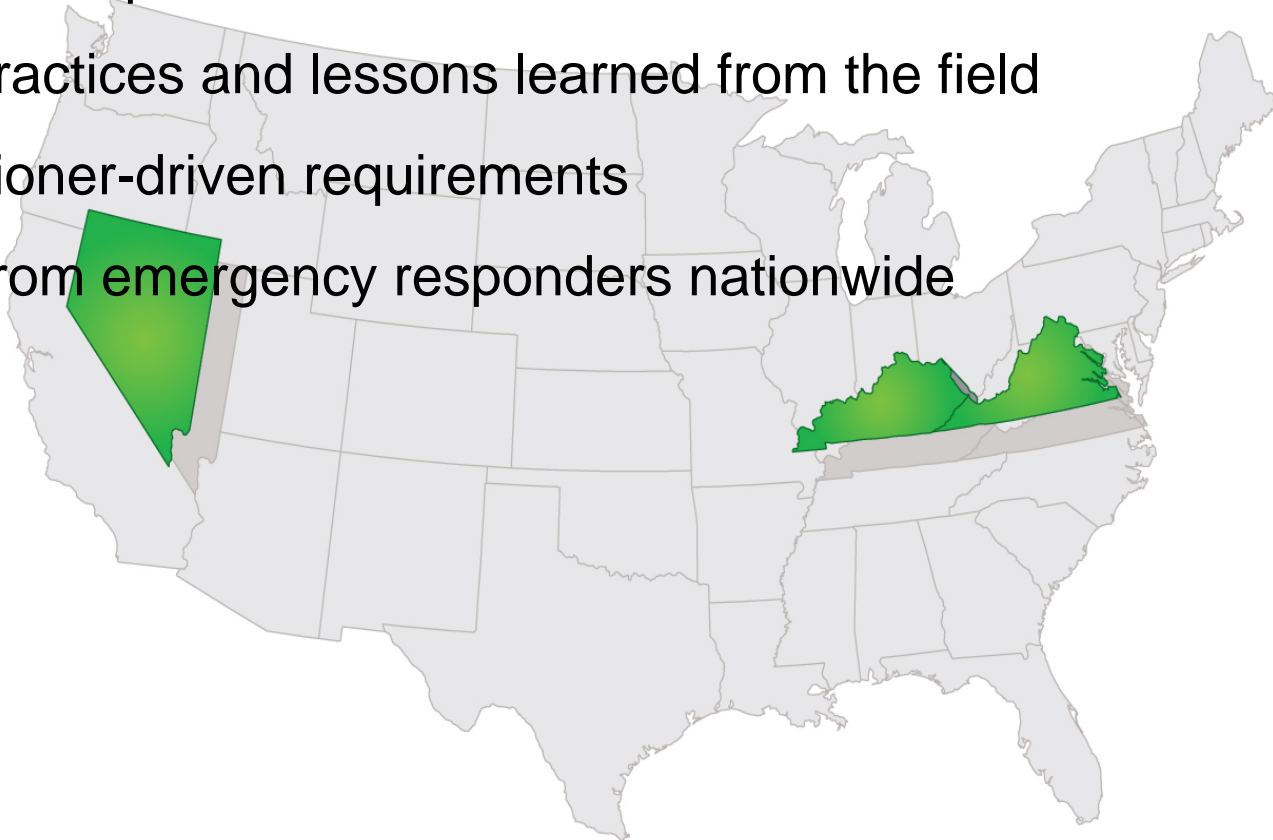 ractices and lessons learned from the field
ioner-driven requirements
rom emergency responders nationwide